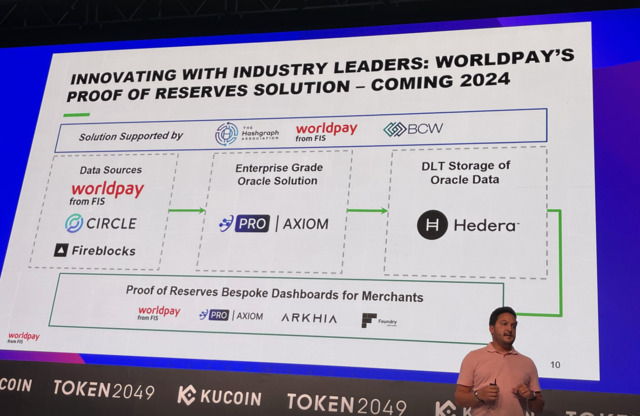 INNOVATING WITH INDUSTRY LEADERS: WORLDPAY'S
PROOF OF RESERVES SOLUTION – COMING 2024
Solution Supported by
THE
Hashgraph
ASSOCIATION
worldpay
from FIS
BCW
Data Sources
worldpay
from FIS
CIRCLE
Fireblocks
Enterprise Grade
Oracle Solution
PRO | AXIOM
DLT Storage of
Oracle Data
H Hedera
Proof of Reserves Bespoke Dashboards for Merchants
worldpay
from FIS
PRO | AXIOM
ARKHIA
Foundry
worldpay
from FIS
10
COIN
TOKEN2049
KUCOIN
TOKEN2049
KUCOIN